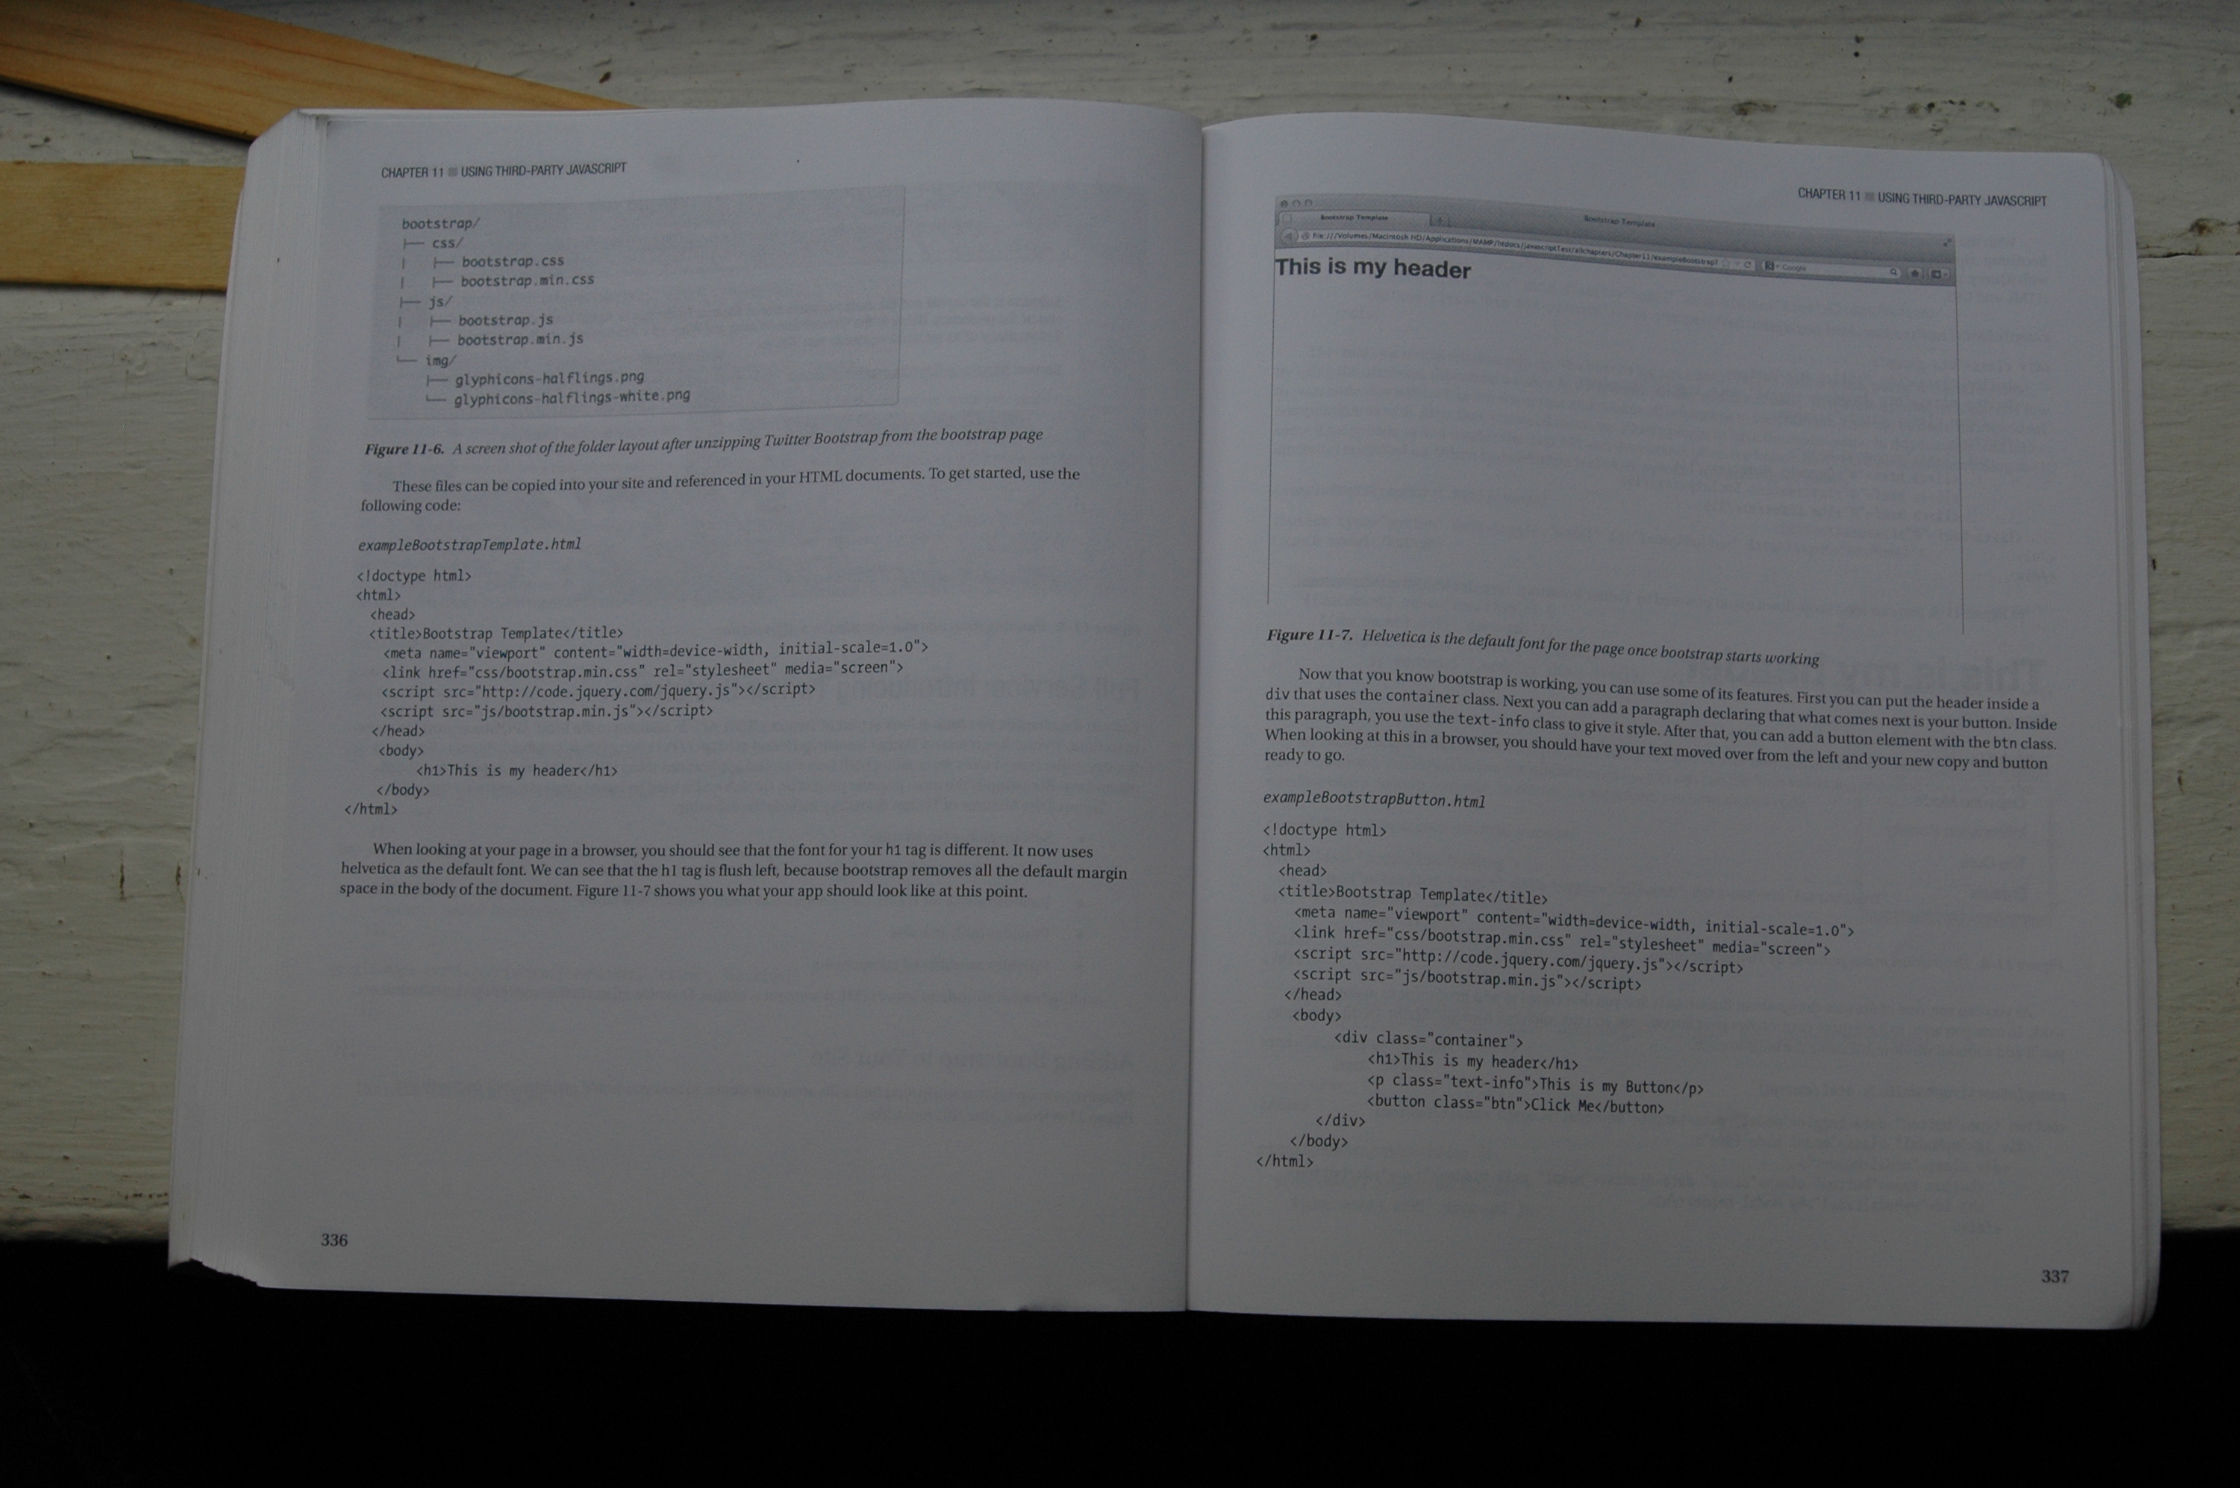 CHAPTER 11 ■ USING THIRD-PARTY JAVASCRIPT
bootstrap/
├── css/
│   ├── bootstrap.css
│   ├── bootstrap.min.css
├── js/
│   ├── bootstrap.js
│   ├── bootstrap.min.js
└── img/
    ├── glyphicons-halflings.png
    └── glyphicons-halflings-white.png
Figure 11-6. A screen shot of the folder layout after unzipping Twitter Bootstrap from the bootstrap page
These files can be copied into your site and referenced in your HTML documents. To get started, use the
following code:
exampleBootstrapTemplate.html
<!doctype html>
<html>
  <head>
  <title>Bootstrap Template</title>
    <meta name="viewport" content="width=device-width, initial-scale=1.0">
    <link href="css/bootstrap.min.css" rel="stylesheet" media="screen">
    <script src="http://code.jquery.com/jquery.js"></script>
    <script src="js/bootstrap.min.js"></script>
  </head>
   <body>
        <h1>This is my header</h1>
   </body>
</html>
When looking at your page in a browser, you should see that the font for your h1 tag is different. It now uses
helvetica as the default font. We can see that the h1 tag is flush left, because bootstrap removes all the default margin
space in the body of the document. Figure 11-7 shows you what your app should look like at this point.
336
CHAPTER 11 ■ USING THIRD-PARTY JAVASCRIPT
Bootstrap Template
Bootstrap Template
file:///Volumes/Macintosh HD/Applications/MAMP/htdocs/
Google
This is my header
Figure 11-7. Helvetica is the default font for the page once bootstrap starts working
Now that you know bootstrap is working, you can use some of its features. First you can put the header inside a
div that uses the container class. Next you can add a paragraph declaring that what comes next is your button. Inside
this paragraph, you use the text-info class to give it style. After that, you can add a button element with the btn class.
When looking at this in a browser, you should have your text moved over from the left and your new copy and button
ready to go.
exampleBootstrapButton.html
<!doctype html>
<html>
  <head>
  <title>Bootstrap Template</title>
    <meta name="viewport" content="width=device-width, initial-scale=1.0">
    <link href="css/bootstrap.min.css" rel="stylesheet" media="screen">
    <script src="http://code.jquery.com/jquery.js"></script>
    <script src="js/bootstrap.min.js"></script>
  </head>
   <body>
        <div class="container">
            <h1>This is my header</h1>
            <p class="text-info">This is my Button</p>
            <button class="btn">Click Me</button>
      </div>
   </body>
</html>
337